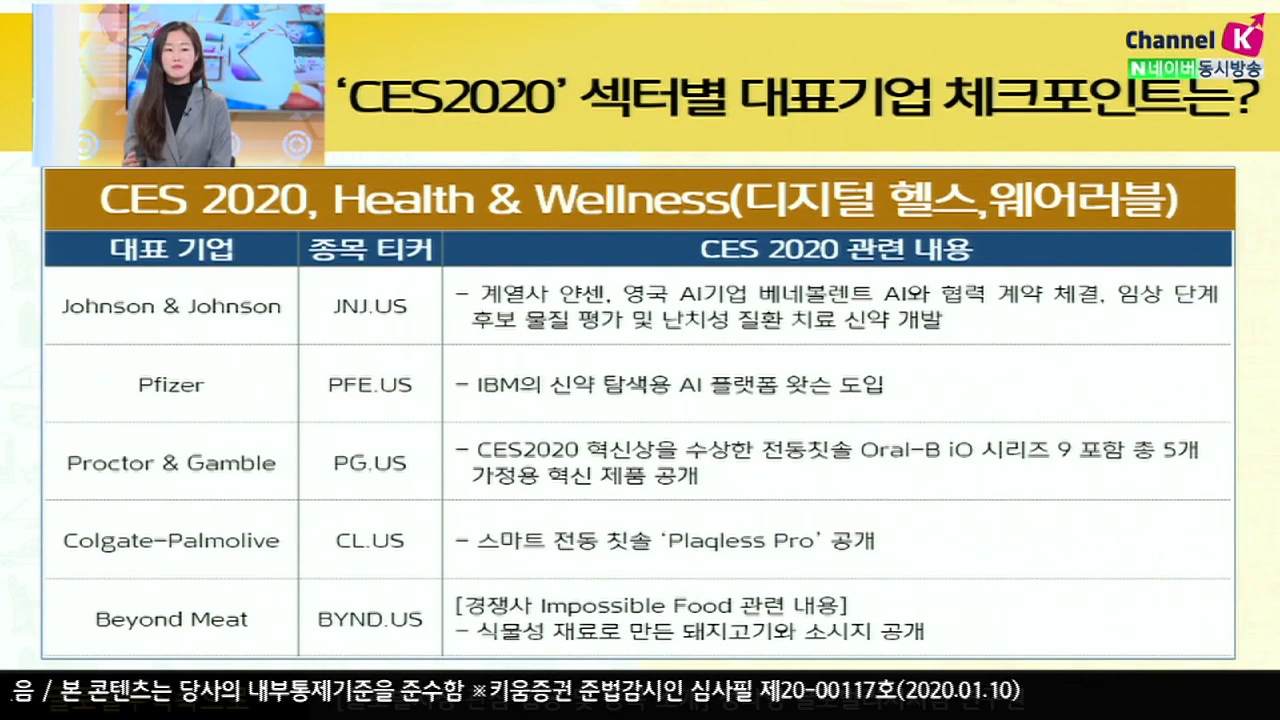 Channel K
N 네이버 동시방송
‘CES2020’ 섹터별 대표기업 체크포인트는?
CES 2020, Health & Wellness(디지털 헬스,웨어러블)
대표 기업 종목 티커 CES 2020 관련 내용
Johnson & Johnson JNJ.US - 계열사 얀센, 영국 AI기업 베네볼렌트 AI와 협력 계약 체결, 임상 단계
후보 물질 평가 및 난치성 질환 치료 신약 개발
Pfizer PFE.US - IBM의 신약 탐색용 AI 플랫폼 왓슨 도입
Proctor & Gamble PG.US - CES2020 혁신상을 수상한 전동칫솔 Oral-B iO 시리즈 9 포함 총 5개
가정용 혁신 제품 공개
Colgate-Palmolive CL.US - 스마트 전동 칫솔 ‘Plaqless Pro’ 공개
Beyond Meat BYND.US [경쟁사 Impossible Food 관련 내용]
- 식물성 재료로 만든 돼지고기와 소시지 공개
음 / 본 콘텐츠는 당사의 내부통제기준을 준수함 ※키움증권 준법감시인 심사필 제20-00117호(2020.01.10)